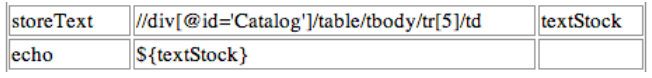 storeText //div[@id='Catalog']/table/tbody/tr[5]/td textStock
echo ${textStock}